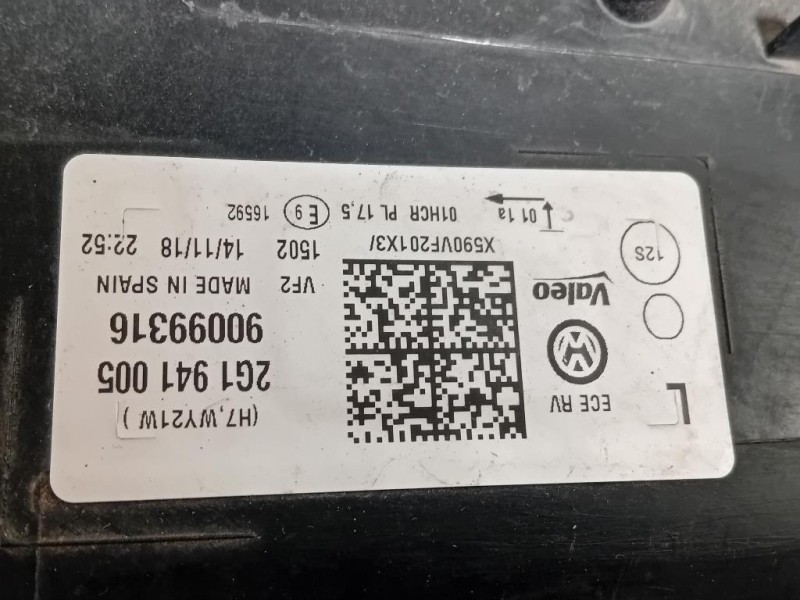 L
ECE RV
(H7,WY21W )
2G1 941 005
90099316
Valeo
VF2 MADE IN SPAIN
1502 14/11/18 22:52
12S
X590VF201X3/
01 1a
01HCR PL 17,5
E 9
16592